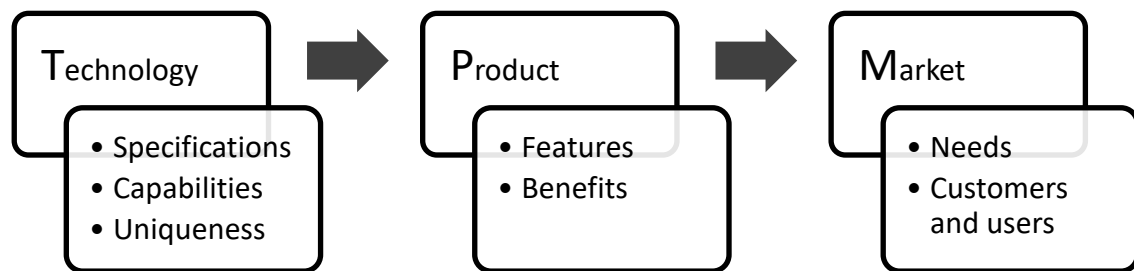 Technology
• Specifications
• Capabilities
• Uniqueness
Product
• Features
• Benefits
Market
• Needs
• Customers
and users